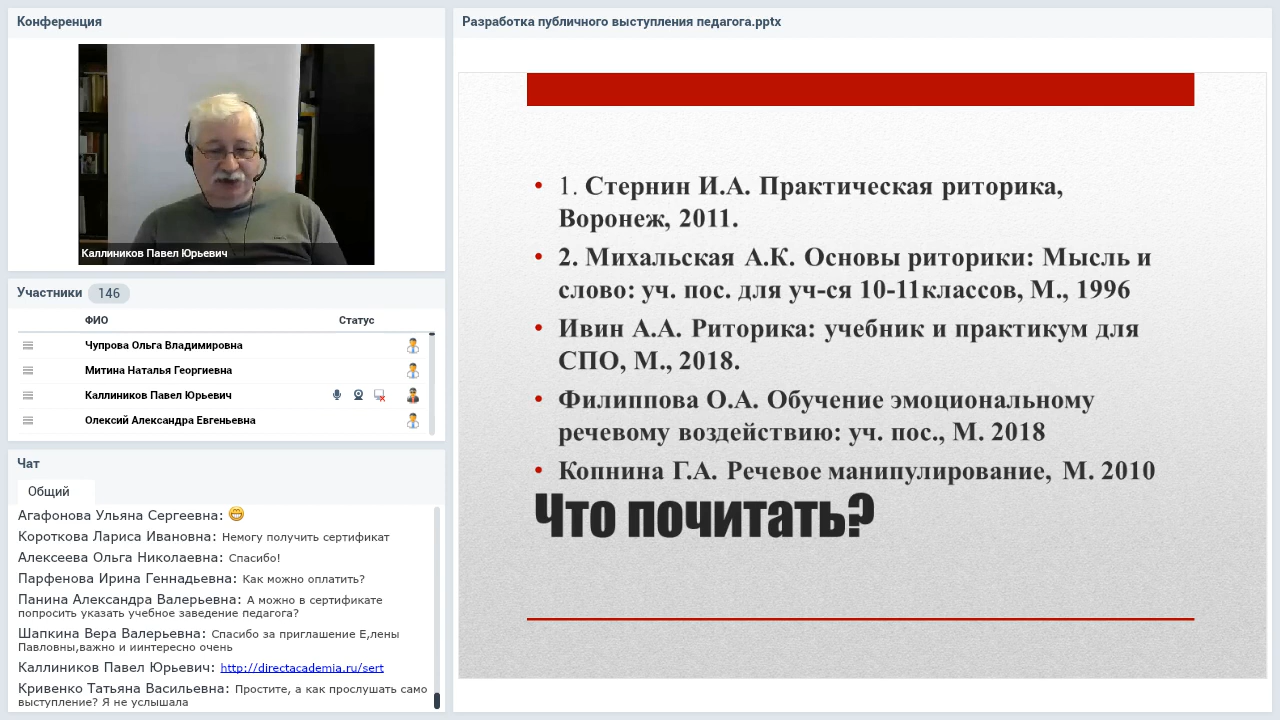 Конференция
Каллиников Павел Юрьевич
Участники 146
ФИО Статус
Чупрова Ольга Владимировна
Митина Наталья Георгиевна
Каллиников Павел Юрьевич
Олексий Александра Евгеньевна
Чат
Общий
Агафонова Ульяна Сергеевна:
Короткова Лариса Ивановна: Немогу получить сертификат
Алексеева Ольга Николаевна: Спасибо!
Парфенова Ирина Геннадьевна: Как можно оплатить?
Панина Александра Валерьевна: А можно в сертификате
попросить указать учебное заведение педагога?
Шапкина Вера Валерьевна: Спасибо за приглашение Е,лены
Павловны,важно и иинтересно очень
Каллиников Павел Юрьевич: http://directacademia.ru/sert
Кривенко Татьяна Васильевна: Простите, а как прослушать само
выступление? Я не услышала
Разработка публичного выступления педагога.pptx
• 1. Стернин И.А. Практическая риторика,
Воронеж, 2011.
• 2. Михальская А.К. Основы риторики: Мысль и
слово: уч. пос. для уч-ся 10-11классов, М., 1996
• Ивин А.А. Риторика: учебник и практикум для
СПО, М., 2018.
• Филиппова О.А. Обучение эмоциональному
речевому воздействию: уч. пос., М. 2018
• Копнина Г.А. Речевое манипулирование, М. 2010
Что почитать?